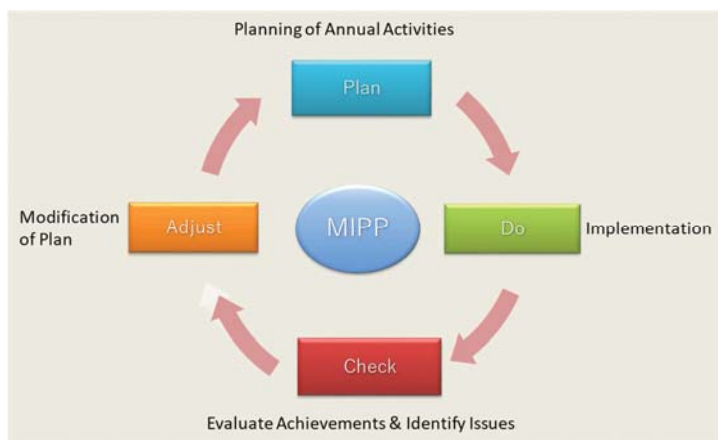 Planning of Annual Activities
Plan
Modification
of Plan
Adjust
MIPP
Do
Implementation
Check
Evaluate Achievements & Identify Issues